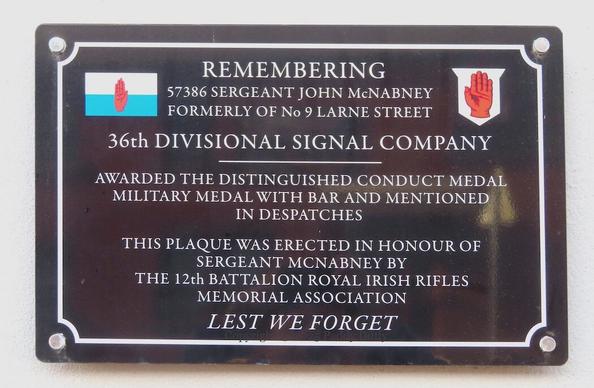 REMEMBERING
57386 SERGEANT JOHN McNABNEY
FORMERLY OF No 9 LARNE STREET
36th DIVISIONAL SIGNAL COMPANY
AWARDED THE DISTINGUISHED CONDUCT MEDAL
MILITARY MEDAL WITH BAR AND MENTIONED
IN DESPATCHES
THIS PLAQUE WAS ERECTED IN HONOUR OF
SERGEANT MCNABNEY BY
THE 12th BATTALION ROYAL IRISH RIFLES
MEMORIAL ASSOCIATION
LEST WE FORGET